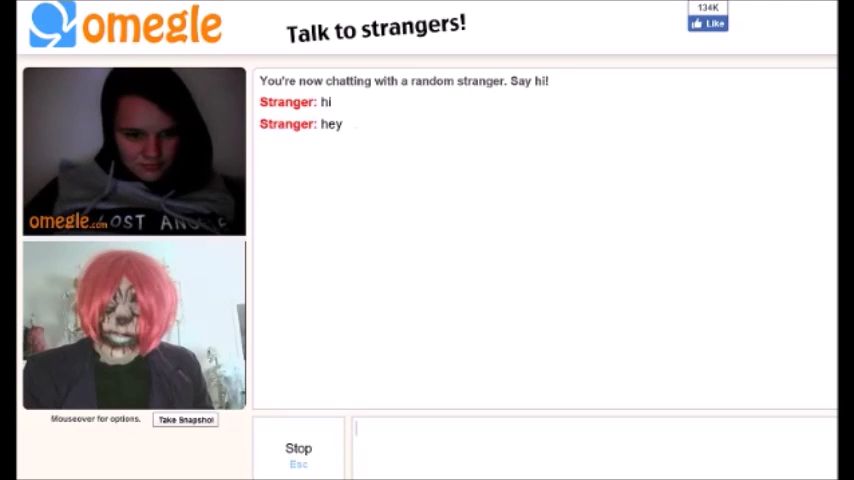 omegle
Talk to strangers!
134K
Like
You're now chatting with a random stranger. Say hi!
Stranger: hi
Stranger: hey
omegle.com
LOST
Mouseover for options.
Take Snapshot
Stop
Esc